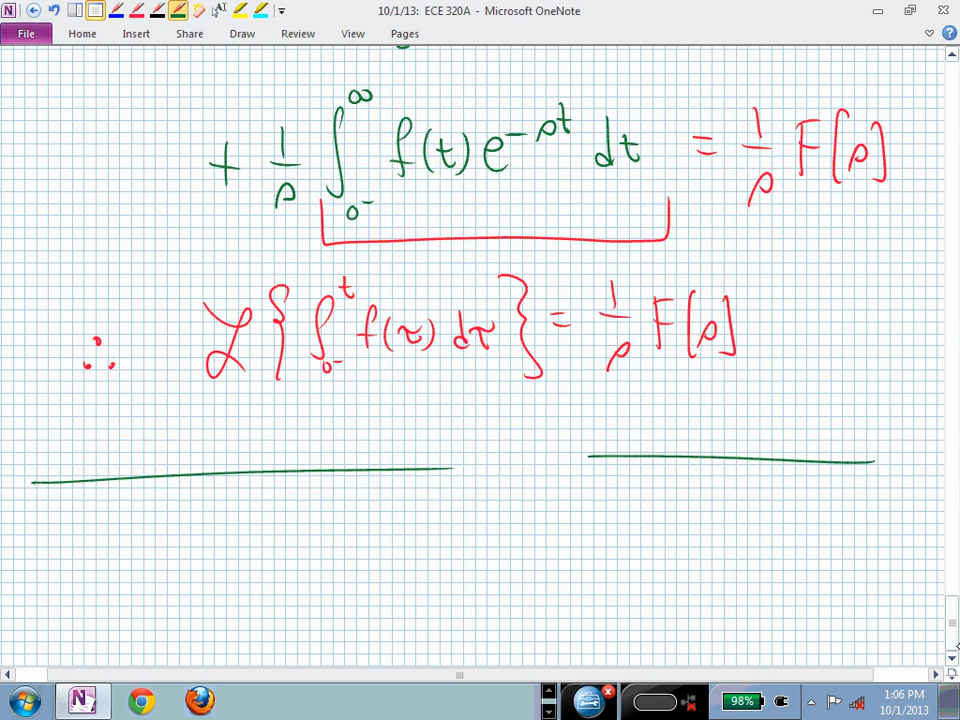 10/1/13: ECE 320A - Microsoft OneNote
File Home Insert Share Draw Review View Pages
+ 1/s ∫_{0^-}^{∞} f(t) e^{-st} dt = 1/s F[s]
∴ ℒ{∫_{0^-}^{t} f(τ) dτ} = 1/s F[s]
98%
1:06 PM
10/1/2013